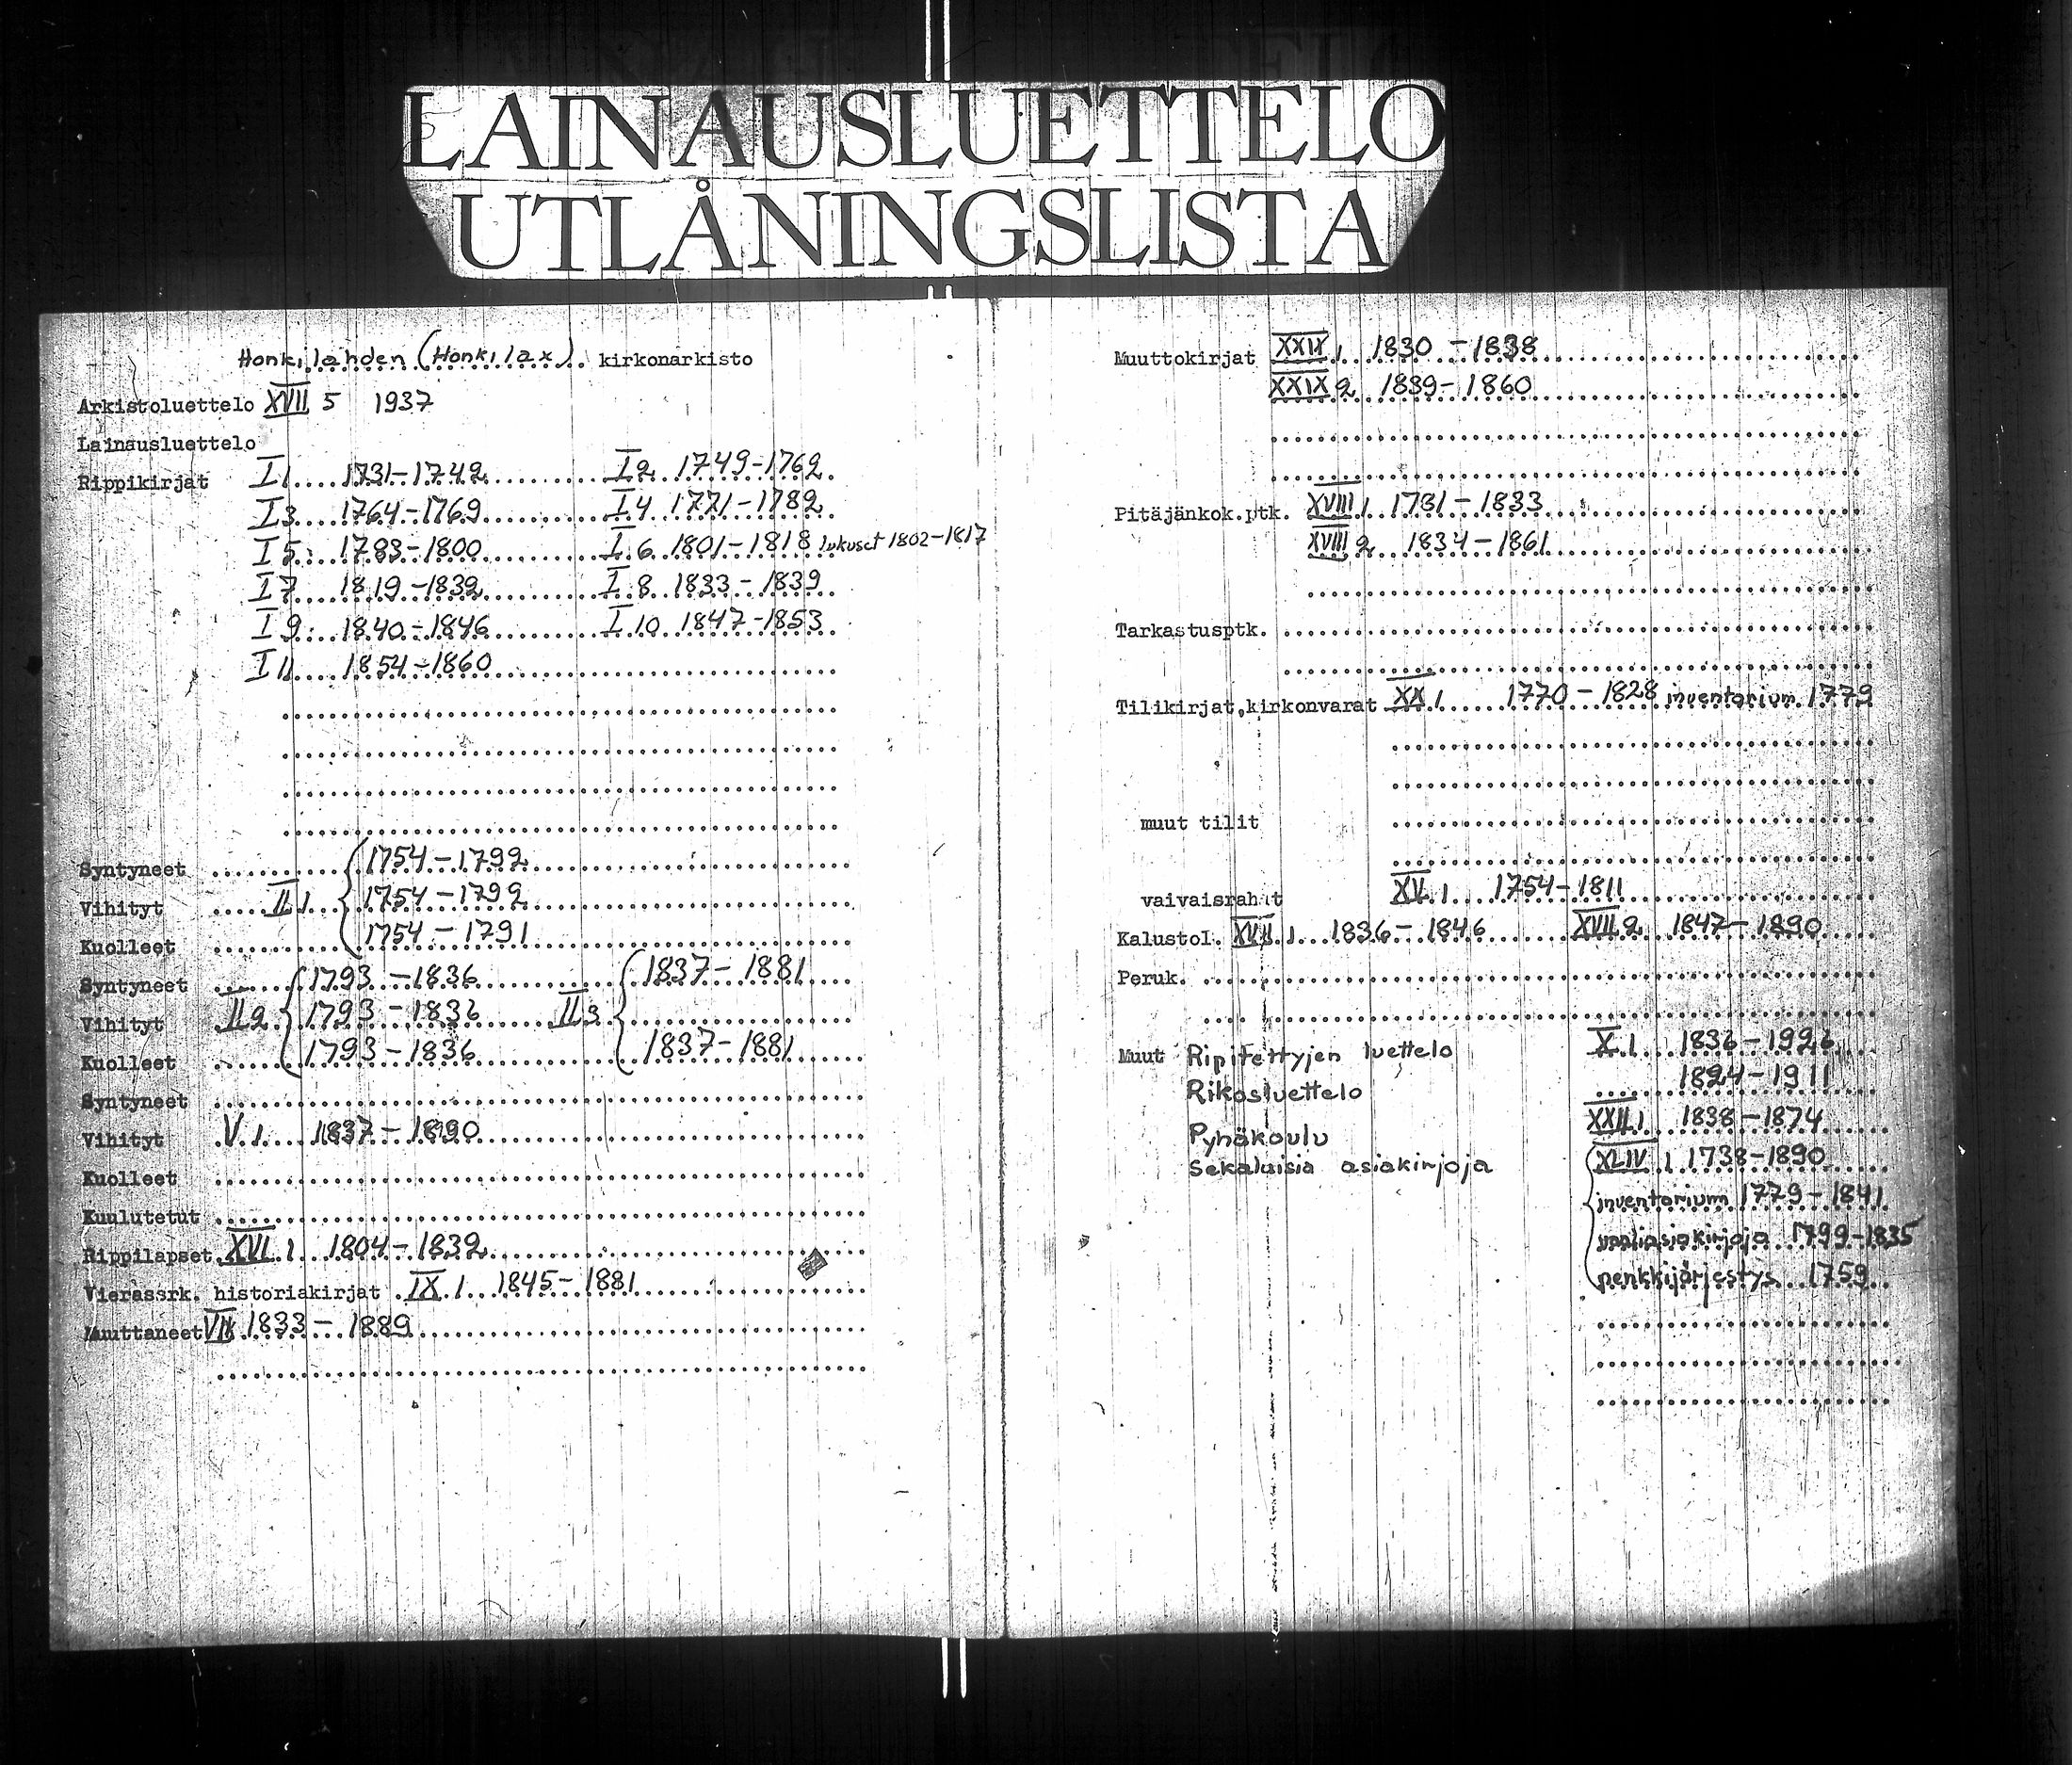 LAINAUSLUETTELO
UTLÅNINGSLISTA
Honkilahden (Honkilax) kirkonarkisto
Arkistoluettelo XVII 5 1937
Lainausluettelo
Rippikirjat I 1 1731-1742 I 2 1749-1762
I 3 1764-1769 I 4 1771-1782
I 5 1783-1800 I 6 1801-1818 lukuset 1802-1817
I 7 1819-1832 I 8 1833-1839
I 9 1840-1846 I 10 1847-1853
I 11 1854-1860
Syntyneet 1754-1792
Vihityt II 1 1754-1792
Kuolleet 1754-1791
Syntyneet 1793-1836 1837-1881
Vihityt II 2 1793-1836 II 3
Kuolleet 1793-1836 1837-1881
Syntyneet
Vihityt V 1 1837-1890
Kuolleet
Kuulutetut
Rippilapset XVI 1 1804-1832
Vierassrk. historiakirjat IX 1 1845-1881
Muuttaneet 1833-1889
Muuttokirjat XXIX 1 1830-1838
XXIX 2 1839-1860
Pitäjänkok.ptk. XVIII 1 1731-1833
XVIII 2 1834-1861
Tarkastusptk.
Tilikirjat, kirkonvarat XX 1 1770-1828 inventorium 1779
muut tilit
vaivaisrahat XV 1 1754-1811
Kalustol. XVII 1 1836-1846 XVII 2 1847-1890
Peruk.
Muut Ripitettyjen luettelo X 1 1836-1926
Rikosluettelo 1824-1911
Pyhäkoulu XXII 1 1838-1874
Sekalaisia asiakirjoja XLIV 1 1738-1890
inventorium 1779-1841
vaaliasiakirjoja 1799-1835
penkkijärjestys 1759